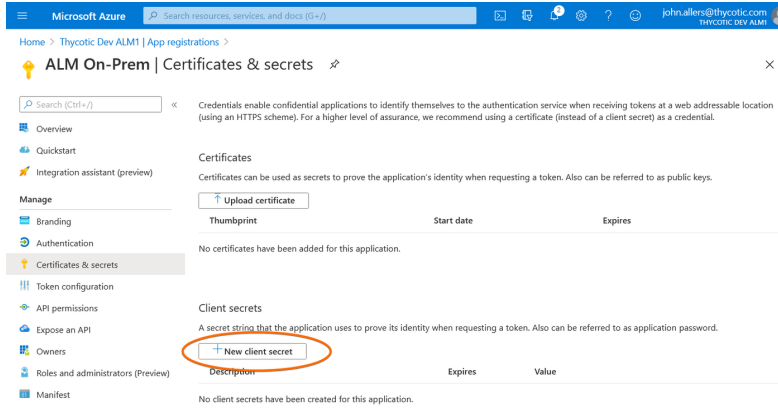 Microsoft Azure
Search resources, services, and docs (G+/)
2
john.allers@thycotic.com
THYCOTIC DEV ALM1
Home > Thycotic Dev ALM1 | App registrations >
ALM On-Prem | Certificates & secrets
Search (Ctrl+/)
Overview
Quickstart
Integration assistant (preview)
Manage
Branding
Authentication
Certificates & secrets
Token configuration
API permissions
Expose an API
Owners
Roles and administrators (Preview)
Manifest
Credentials enable confidential applications to identify themselves to the authentication service when receiving tokens at a web addressable location
(using an HTTPS scheme). For a higher level of assurance, we recommend using a certificate (instead of a client secret) as a credential.
Certificates
Certificates can be used as secrets to prove the application's identity when requesting a token. Also can be referred to as public keys.
Upload certificate
Thumbprint Start date Expires
No certificates have been added for this application.
Client secrets
A secret string that the application uses to prove its identity when requesting a token. Also can be referred to as application password.
New client secret
Description Expires Value
No client secrets have been created for this application.